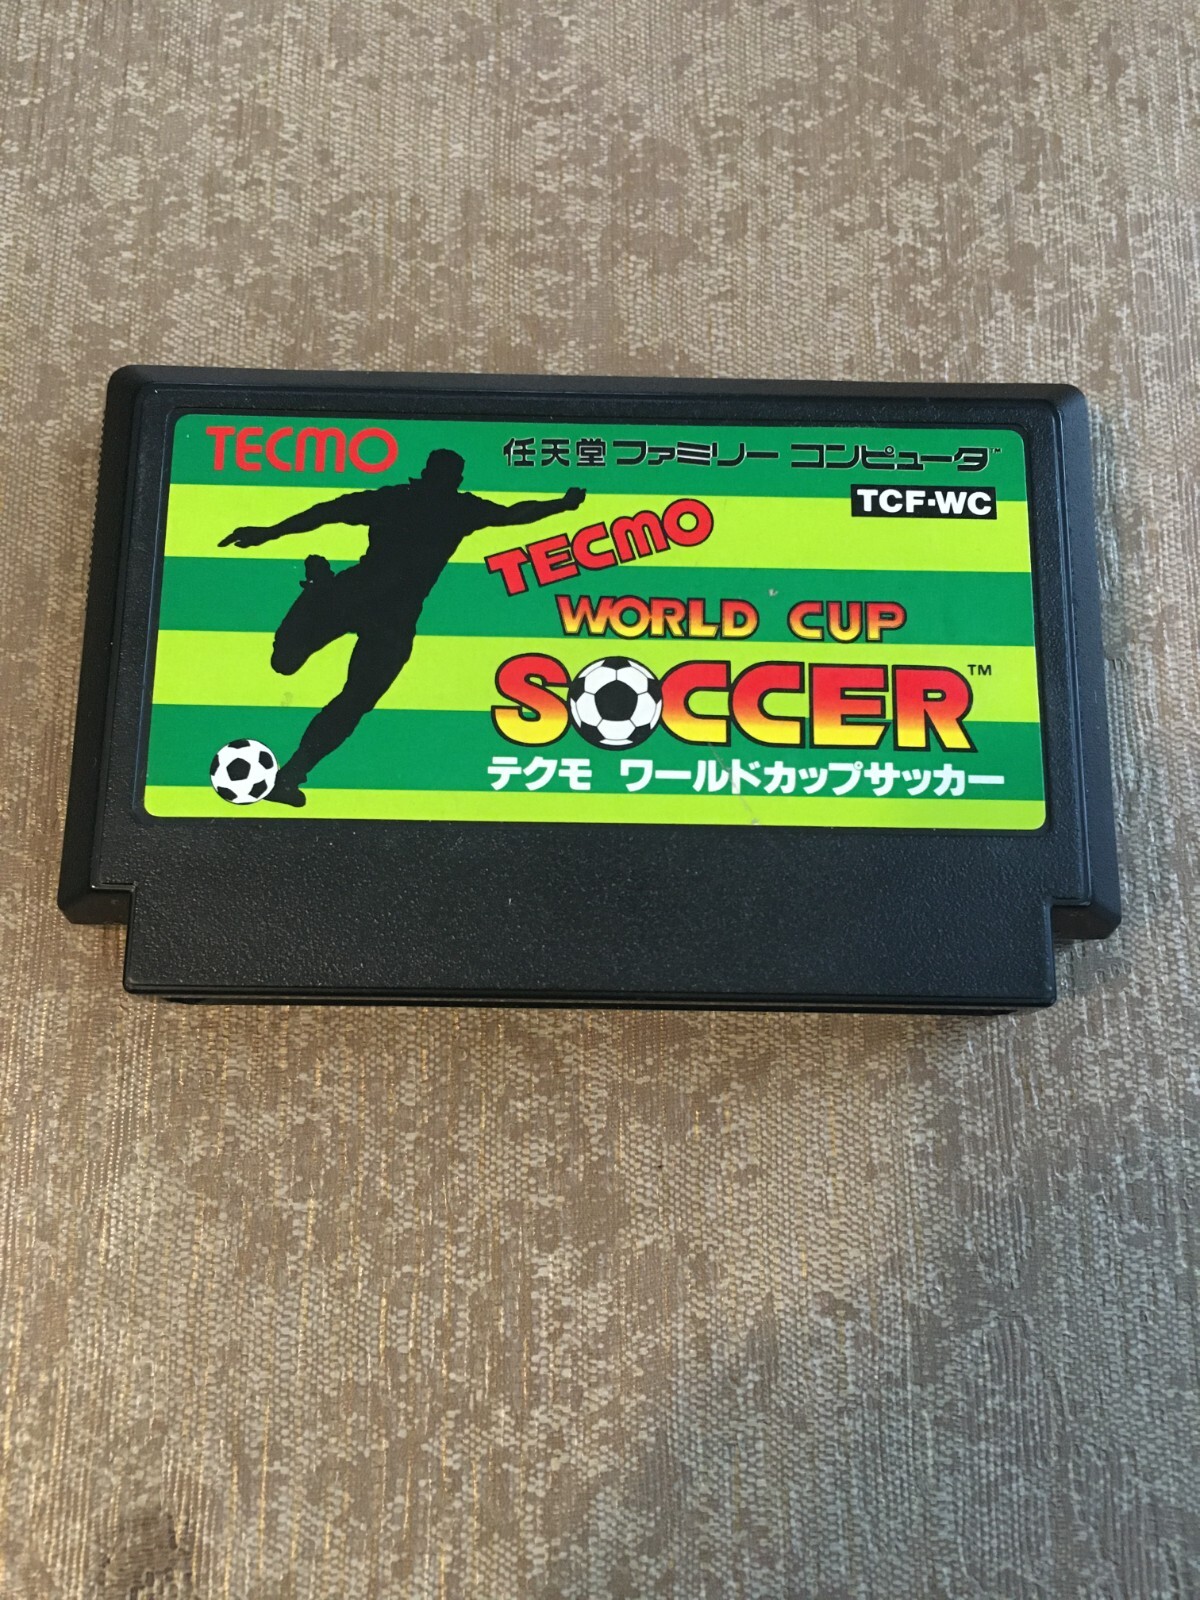 TECMO
任天堂 ファミリー コンピュータ™
TCF-WC
TECMO
WORLD CUP
SOCCER™
テクモ ワールドカップサッカー